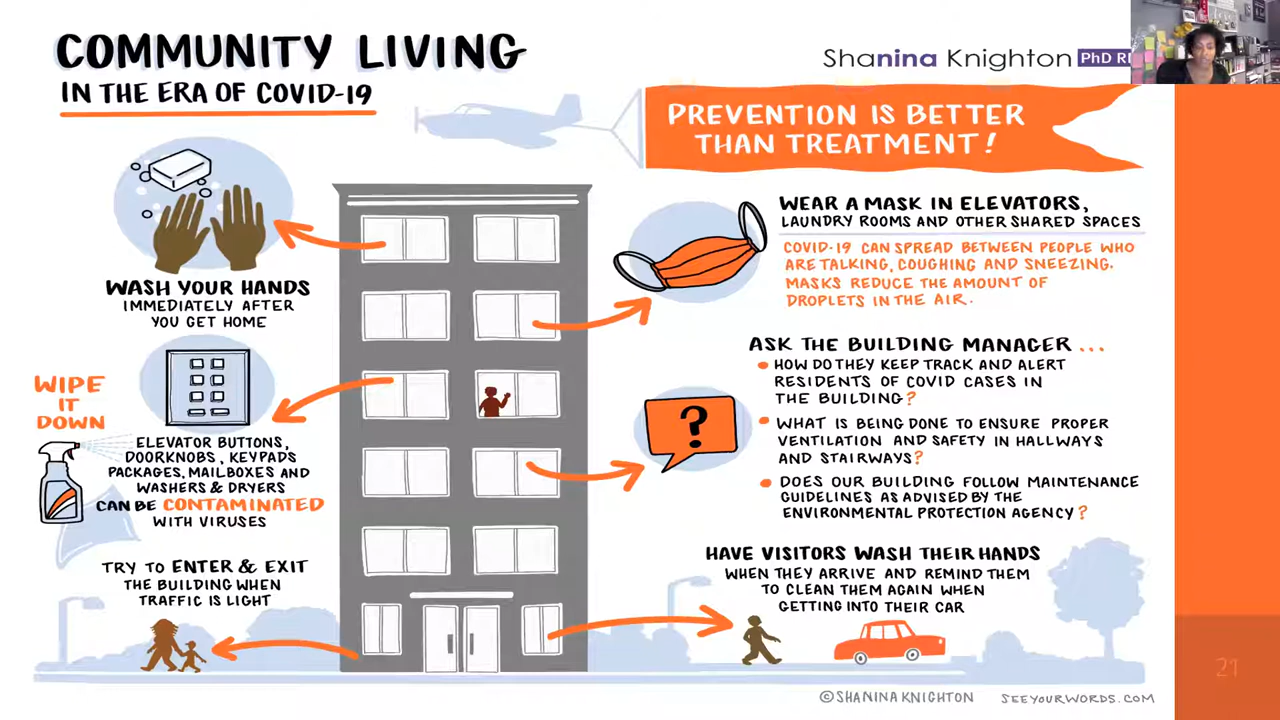 COMMUNITY LIVING
IN THE ERA OF COVID-19
Shanina Knighton PhD
PREVENTION IS BETTER
THAN TREATMENT!
WASH YOUR HANDS
IMMEDIATELY AFTER
YOU GET HOME
WIPE
IT
DOWN
ELEVATOR BUTTONS,
DOORKNOBS, KEYPADS
PACKAGES, MAILBOXES AND
WASHERS & DRYERS
CAN BE CONTAMINATED
WITH VIRUSES
TRY TO ENTER & EXIT
THE BUILDING WHEN
TRAFFIC IS LIGHT
WEAR A MASK IN ELEVATORS,
LAUNDRY ROOMS AND OTHER SHARED SPACES
COVID-19 CAN SPREAD BETWEEN PEOPLE WHO
ARE TALKING, COUGHING AND SNEEZING.
MASKS REDUCE THE AMOUNT OF
DROPLETS IN THE AIR.
ASK THE BUILDING MANAGER...
• HOW DO THEY KEEP TRACK AND ALERT
RESIDENTS OF COVID CASES IN
THE BUILDING?
• WHAT IS BEING DONE TO ENSURE PROPER
VENTILATION AND SAFETY IN HALLWAYS
AND STAIRWAYS?
• DOES OUR BUILDING FOLLOW MAINTENANCE
GUIDELINES AS ADVISED BY THE
ENVIRONMENTAL PROTECTION AGENCY?
?
HAVE VISITORS WASH THEIR HANDS
WHEN THEY ARRIVE AND REMIND THEM
TO CLEAN THEM AGAIN WHEN
GETTING INTO THEIR CAR
©SHANINA KNIGHTON SEEYOURWORDS.COM
21